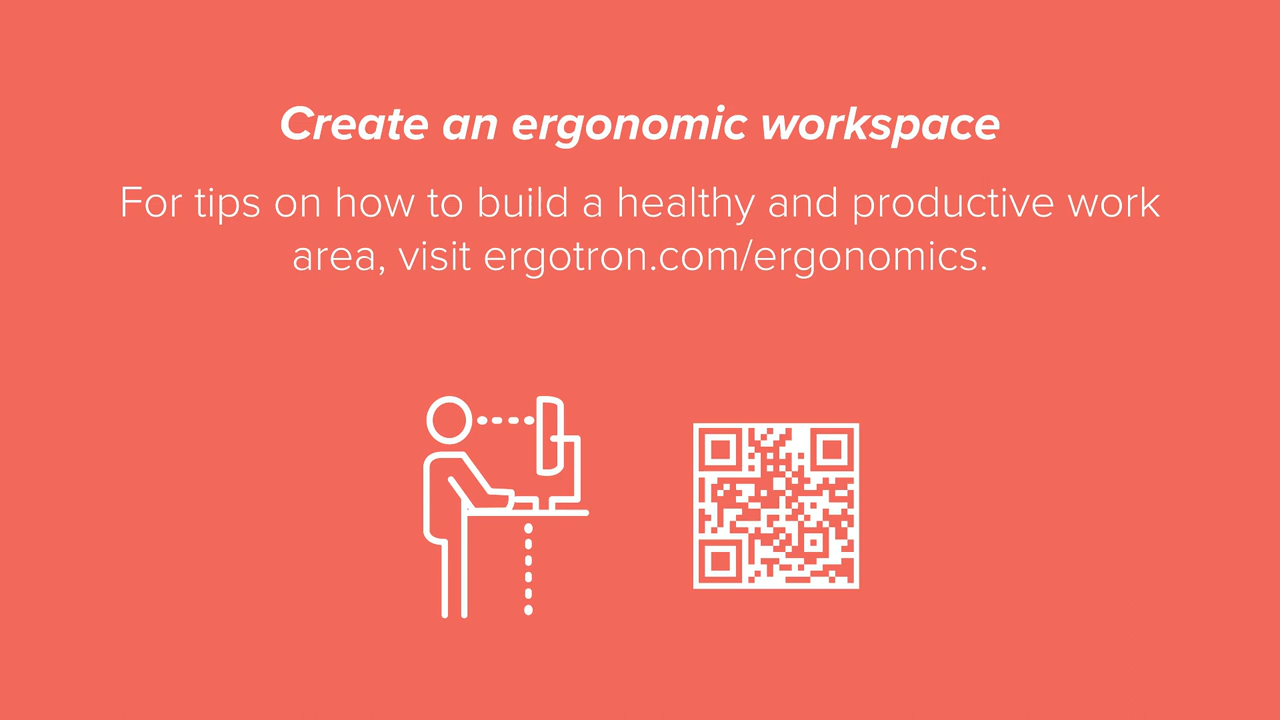 Create an ergonomic workspace
For tips on how to build a healthy and productive work
area, visit ergotron.com/ergonomics.